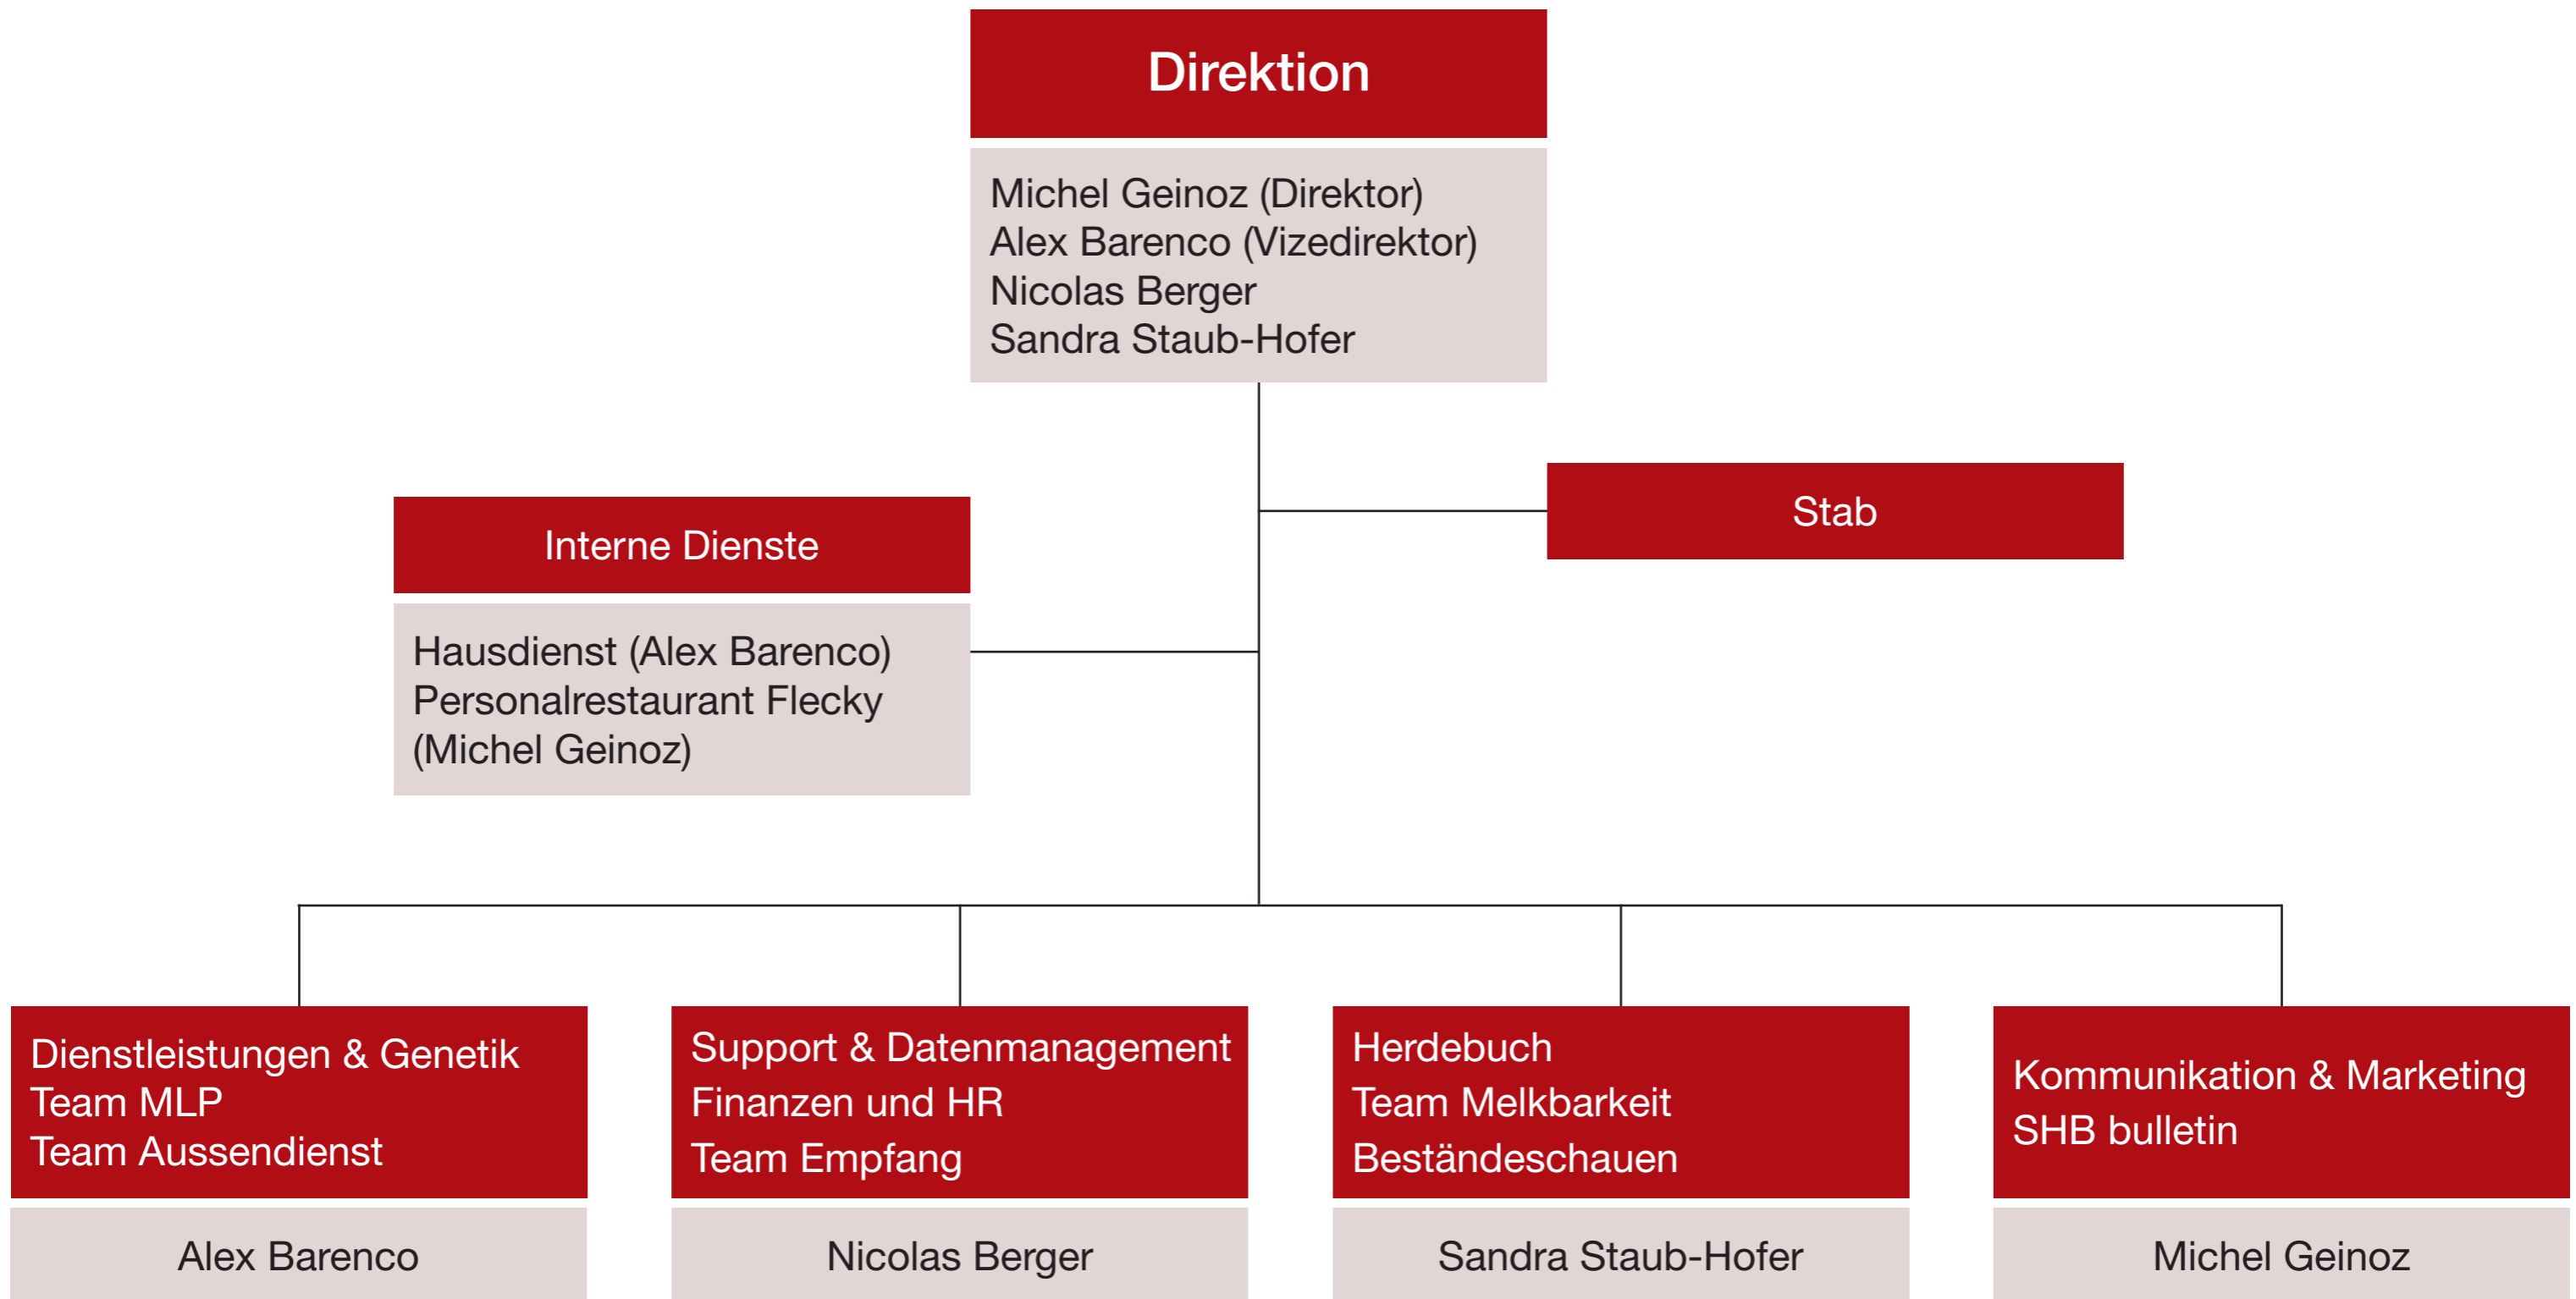 Direktion
Michel Geinoz (Direktor)
Alex Barenco (Vizedirektor)
Nicolas Berger
Sandra Staub-Hofer
Stab
Interne Dienste
Hausdienst (Alex Barenco)
Personalrestaurant Flecky
(Michel Geinoz)
Dienstleistungen & Genetik
Team MLP
Team Aussendienst
Alex Barenco
Support & Datenmanagement
Finanzen und HR
Team Empfang
Nicolas Berger
Herdebuch
Team Melkbarkeit
Beständeschauen
Sandra Staub-Hofer
Kommunikation & Marketing
SHB bulletin
Michel Geinoz